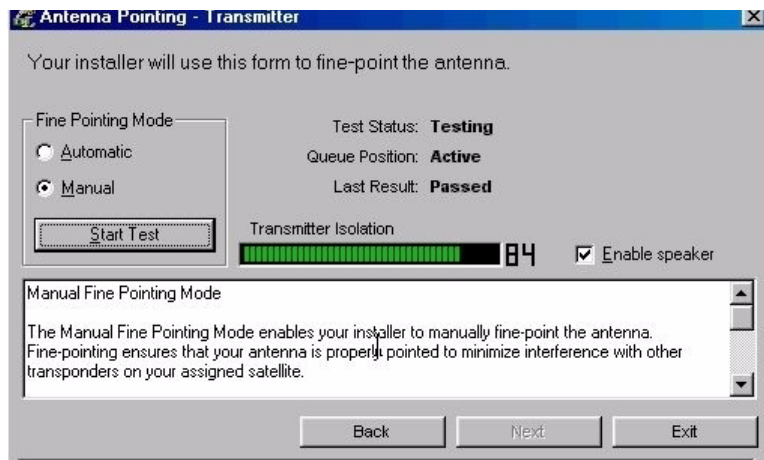 Antenna Pointing - Transmitter
Your installer will use this form to fine-point the antenna.
Fine Pointing Mode
Automatic
Manual
Start Test
Test Status: Testing
Queue Position: Active
Last Result: Passed
Transmitter Isolation
84
Enable speaker
Manual Fine Pointing Mode
The Manual Fine Pointing Mode enables your installer to manually fine-point the antenna.
Fine-pointing ensures that your antenna is properly pointed to minimize interference with other
transponders on your assigned satellite.
Back
Next
Exit